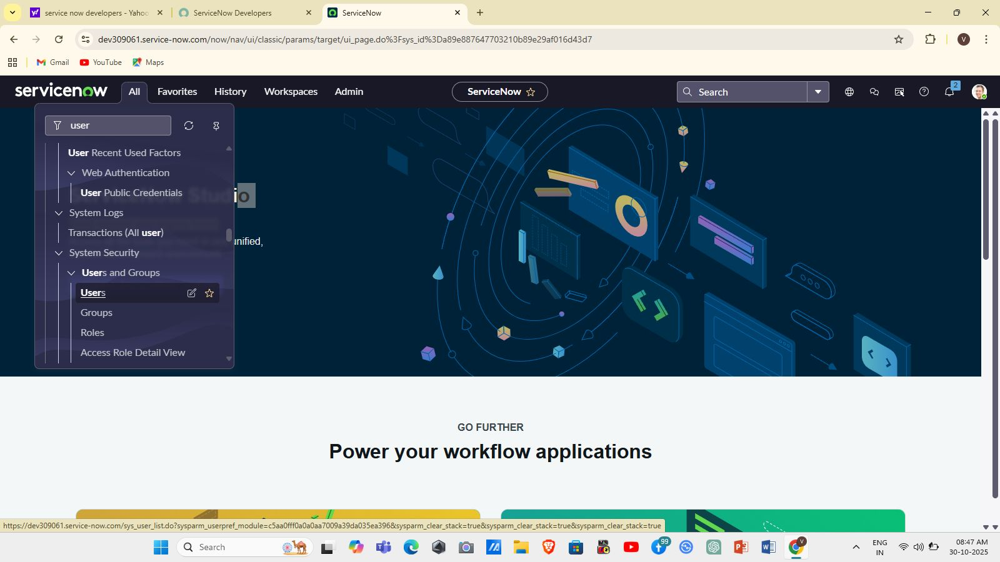 service now developers - Yahoo
ServiceNow Developers
ServiceNow
dev309061.service-now.com/now/nav/ui/classic/params/target/ui_page.do%3Fsys_id%3Da89e887647703210b89e29af016d43d7
V
Gmail
YouTube
Maps
servicenow
All
Favorites
History
Workspaces
Admin
ServiceNow
Search
2
user
User Recent Used Factors
Web Authentication
User Public Credentials
ServiceNow Studio
System Logs
Transactions (All user)
unified,
System Security
Users and Groups
Users
Groups
Roles
Access Role Detail View
GO FURTHER
Power your workflow applications
https://dev309061.service-now.com/sys_user_list.do?sysparm_userpref_module=c5aa0fff0a0a0aa7009a39da035ea396&sysparm_clear_stack=true&sysparm_clear_stack=true&sysparm_clear_stack=true
Search
99
V
ENG
IN
08:47 AM
30-10-2025